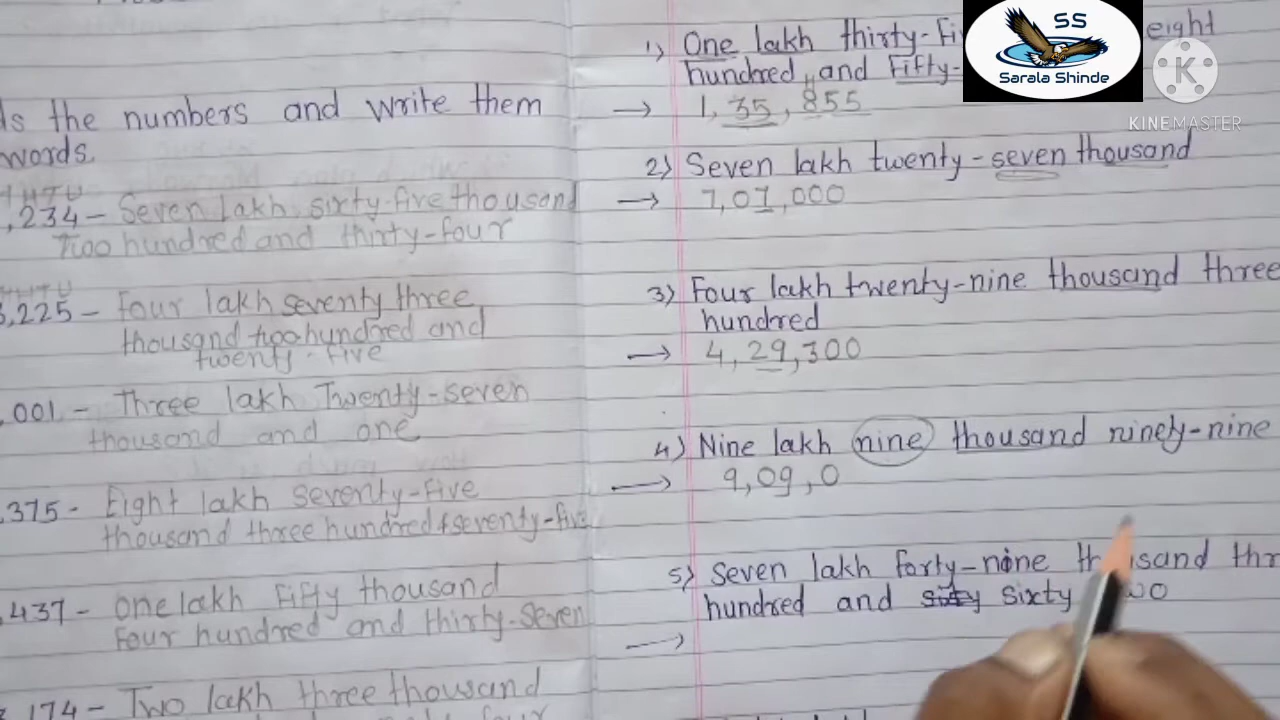 ds the numbers and write them
words.
T H T U
,234 - Seven lakh sixty-five thousand
two hundred and thirty-four
T H T U
3,225 - Four lakh seventy three
thousand two hundred and
twenty-five
,001 - Three lakh Twenty-seven
thousand and one
,375 - Eight lakh seventy-five
thousand three hundred & seventy-five
,437 - One lakh Fifty thousand
four hundred and thirty-seven
,174 - Two lakh three thousand
four
1) One lakh thirty-fi eight
hundred and Fifty-
→ 1,35,855
2) Seven lakh twenty-seven thousand
→ 7,07,000
3) Four lakh twenty-nine thousand three
hundred
→ 4,29,300
4) Nine lakh nine thousand ninety-nine
→ 9,09,0
5) Seven lakh forty-nine thousand thr
hundred and sixty two
→
SS
Sarala Shinde
K
KINEMASTER